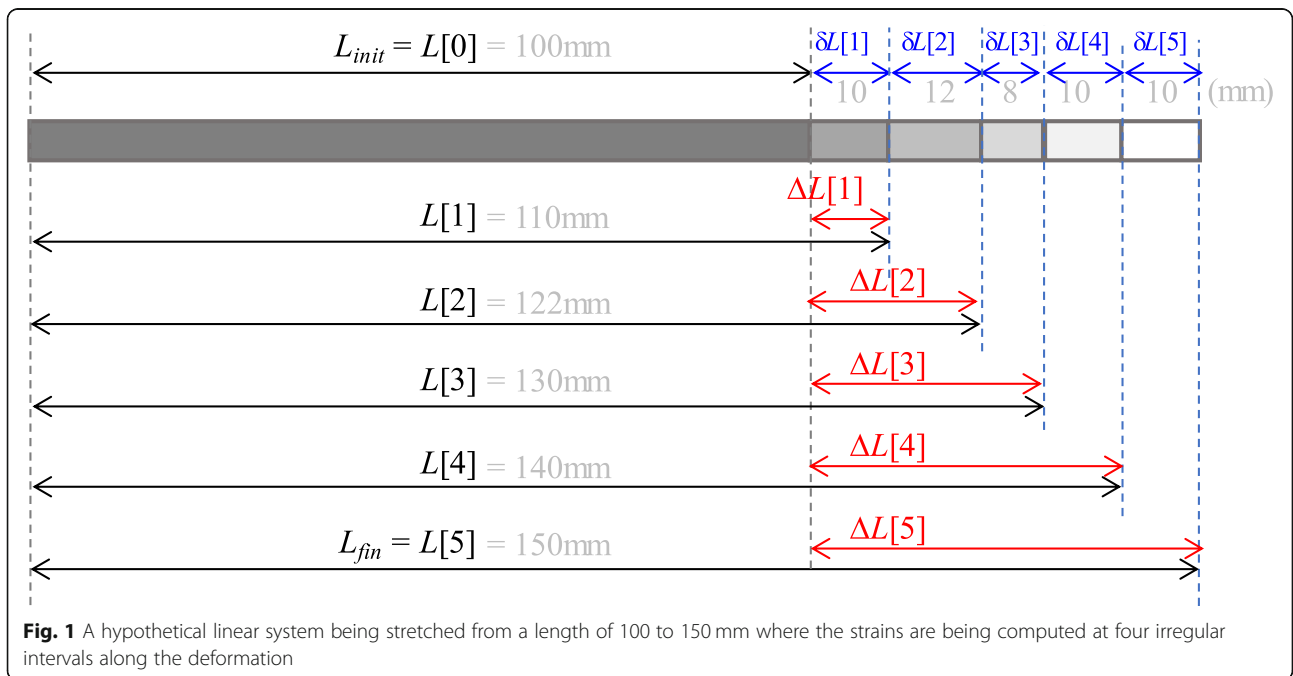 L_init = L[0] = 100mm
δL[1] δL[2] δL[3] δL[4] δL[5]
10 12 8 10 10 (mm)
ΔL[1]
L[1] = 110mm
ΔL[2]
L[2] = 122mm
ΔL[3]
L[3] = 130mm
ΔL[4]
L[4] = 140mm
ΔL[5]
L_fin = L[5] = 150mm
Fig. 1 A hypothetical linear system being stretched from a length of 100 to 150 mm where the strains are being computed at four irregular
intervals along the deformation